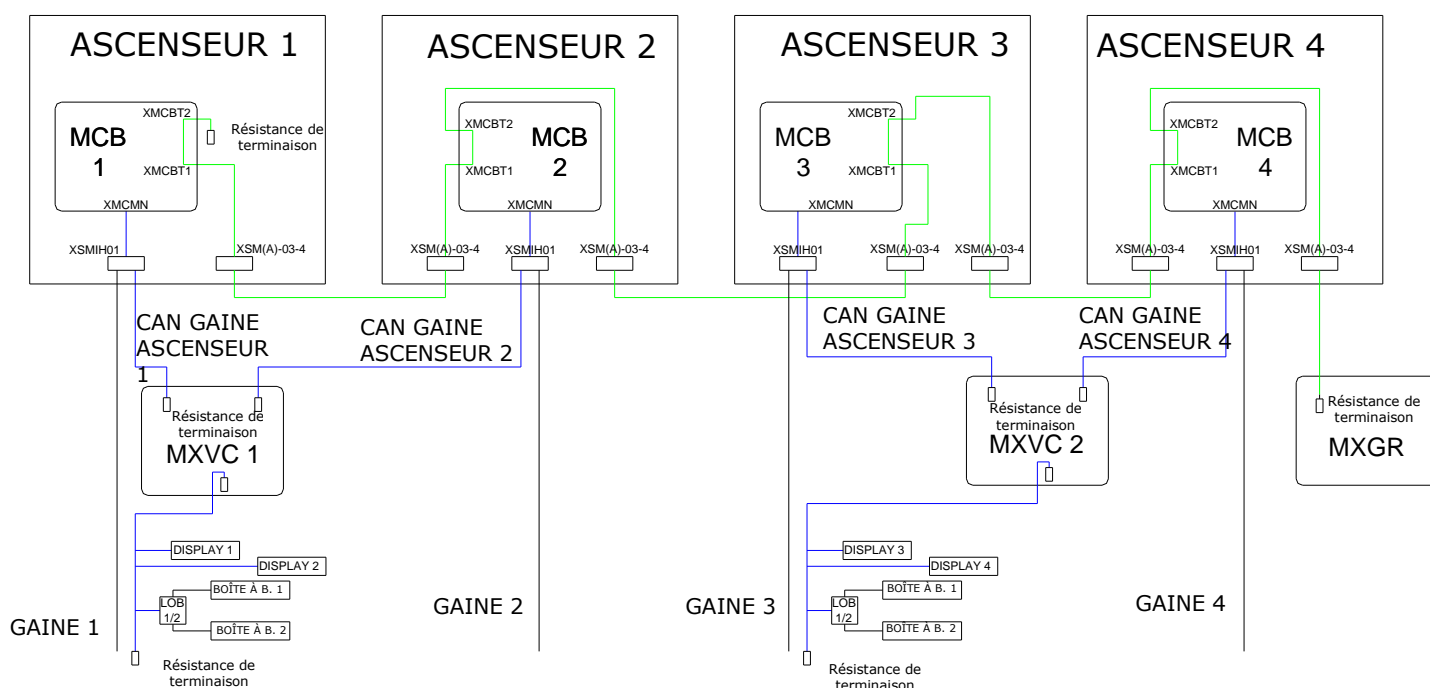 ASCENSEUR 1
XMCBT2
Résistance de
terminaison
MCB
1
XMCBT1
XMCMN
XSMIH01
XSM(A)-03-4
ASCENSEUR 2
XMCBT2
MCB
2
XMCBT1
XMCMN
XSM(A)-03-4
XSMIH01
XSM(A)-03-4
ASCENSEUR 3
XMCBT2
MCB
3
XMCBT1
XMCMN
XSMIH01
XSM(A)-03-4
XSM(A)-03-4
ASCENSEUR 4
XMCBT2
MCB
4
XMCBT1
XMCMN
XSM(A)-03-4
XSMIH01
XSM(A)-03-4
CAN GAINE
ASCENSEUR
1
CAN GAINE
ASCENSEUR 2
CAN GAINE
ASCENSEUR 3
CAN GAINE
ASCENSEUR 4
Résistance de
terminaison
MXVC 1
Résistance de
terminaison
MXVC 2
Résistance de
terminaison
MXGR
DISPLAY 1
DISPLAY 2
BOÎTE À B. 1
LOB
1/2
BOÎTE À B. 2
GAINE 1
Résistance de
terminaison
GAINE 2
DISPLAY 3
DISPLAY 4
BOÎTE À B. 1
LOB
1/2
BOÎTE À B. 2
GAINE 3
Résistance de
terminaison
GAINE 4